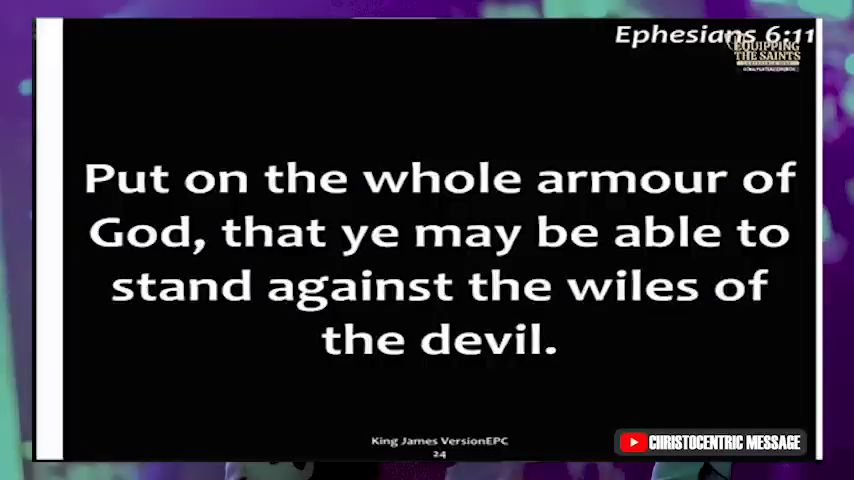 Ephesians 6:11
EQUIPPING
THE SAINTS
Put on the whole armour of
God, that ye may be able to
stand against the wiles of
the devil.
King James VersionEPC
24
CHRISTOCENTRIC MESSAGE